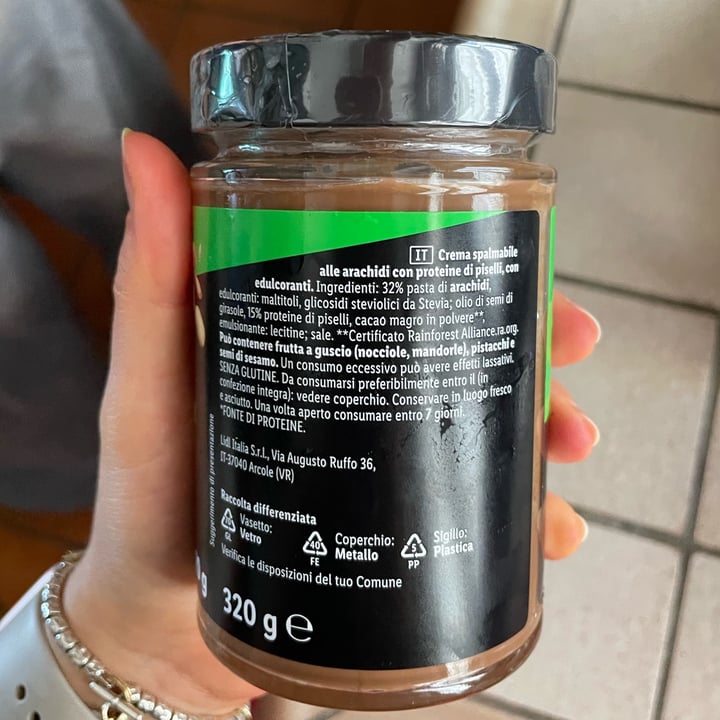 IT Crema spalmabile
alle arachidi con proteine di piselli, con
edulcoranti. Ingredienti: 32% pasta di arachidi,
edulcoranti: maltitoli, glicosidi steviolici da Stevia; olio di semi di
girasole, 15% proteine di piselli, cacao magro in polvere**,
emulsionante: lecitine; sale. **Certificato Rainforest Alliance.ra.org.
Può contenere frutta a guscio (nocciole, mandorle), pistacchi e
semi di sesamo. Un consumo eccessivo può avere effetti lassativi.
SENZA GLUTINE. Da consumarsi preferibilmente entro il (in
confezione integra): vedere coperchio. Conservare in luogo fresco
e asciutto. Una volta aperto consumare entro 7 giorni.
*FONTE DI PROTEINE.
Lidl Italia S.r.l., Via Augusto Ruffo 36,
IT-37040 Arcole (VR)
Suggerimento di presentazione
Raccolta differenziata
70 GL Vasetto: Vetro
40 FE Coperchio: Metallo
5 PP Sigillo: Plastica
Verifica le disposizioni del tuo Comune
320 g e